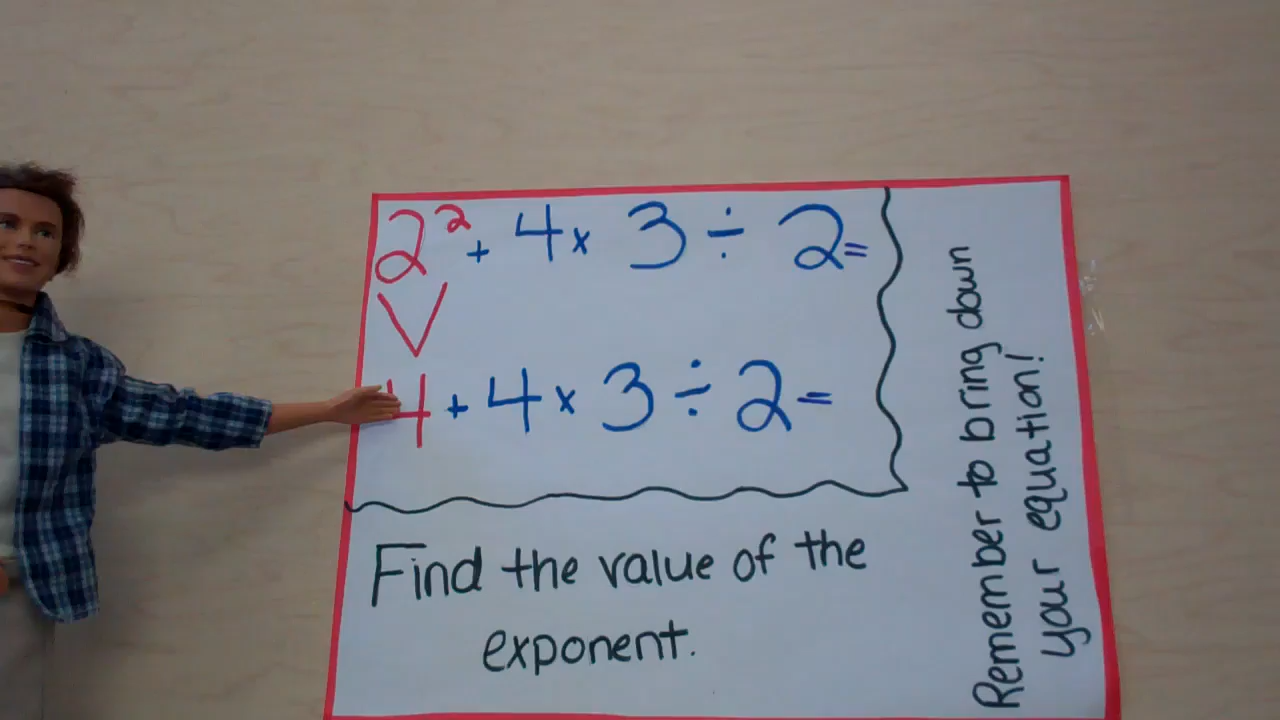 2² + 4 × 3 ÷ 2 =
4 + 4 × 3 ÷ 2 =
Find the value of the
exponent.
Remember to bring down
your equation!